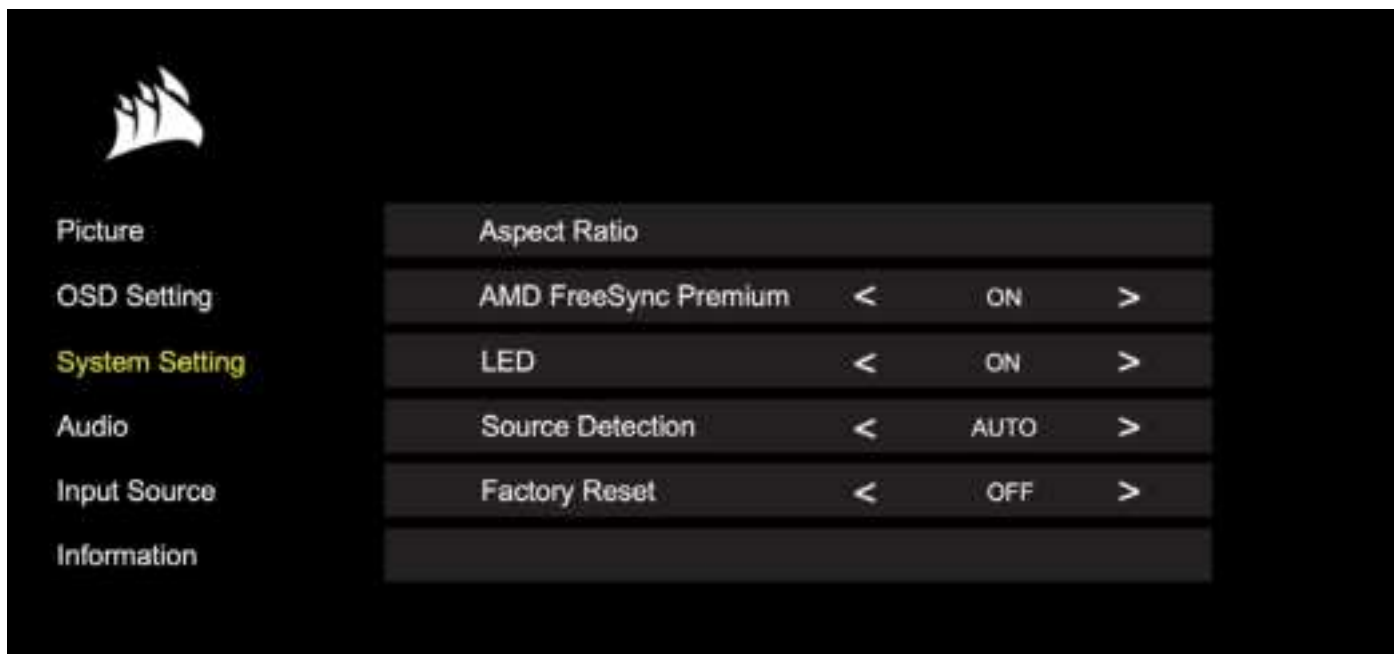 Picture
Aspect Ratio
OSD Setting
AMD FreeSync Premium < ON >
System Setting
LED < ON >
Audio
Source Detection < AUTO >
Input Source
Factory Reset < OFF >
Information